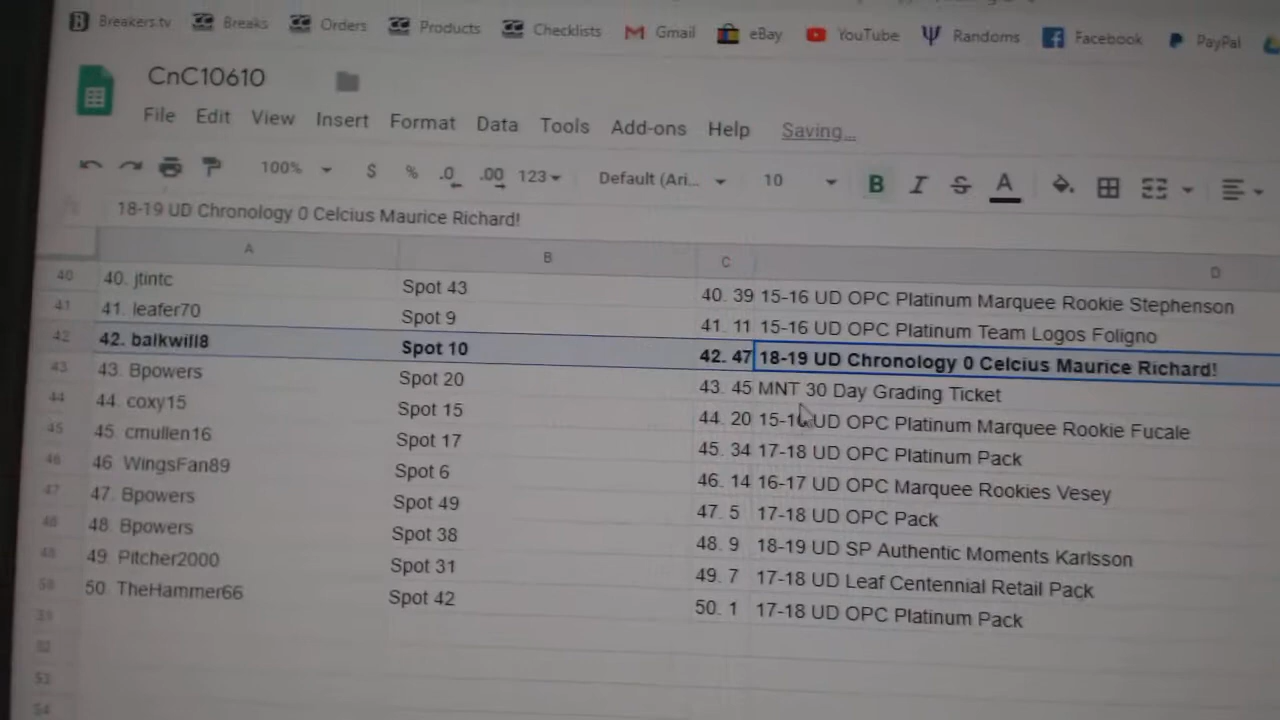 Breakers.tv Breaks Orders Products Checklists Gmail eBay YouTube Randoms Facebook PayPal
CnC10610
File Edit View Insert Format Data Tools Add-ons Help Saving...
100% $ % .0 .00 123 Default (Ari... 10 B I S A
18-19 UD Chronology 0 Celcius Maurice Richard!
A B C D
40 40. jtintc Spot 43 40. 39 15-16 UD OPC Platinum Marquee Rookie Stephenson
41 41. leafer70 Spot 9 41. 11 15-16 UD OPC Platinum Team Logos Foligno
42 42. balkwill8 Spot 10 42. 47 18-19 UD Chronology 0 Celcius Maurice Richard!
43 43. Bpowers Spot 20 43. 45 MNT 30 Day Grading Ticket
44 44. coxy15 Spot 15 44. 20 15-16 UD OPC Platinum Marquee Rookie Fucale
45 45. cmullen16 Spot 17 45. 34 17-18 UD OPC Platinum Pack
46 46 WingsFan89 Spot 6 46. 14 16-17 UD OPC Marquee Rookies Vesey
47 47. Bpowers Spot 49 47. 5 17-18 UD OPC Pack
48 48. Bpowers Spot 38 48. 9 18-19 UD SP Authentic Moments Karlsson
49. Pitcher2000 Spot 31 49. 7 17-18 UD Leaf Centennial Retail Pack
50 50. TheHammer66 Spot 42 50. 1 17-18 UD OPC Platinum Pack
52
53
54